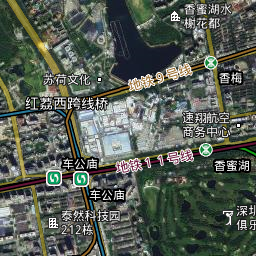 香蜜湖水
榭花都
苏荷文化
地铁9号线
香梅
红荔西跨线桥
速翔航空
商务中心
车公庙
地铁11号线
香蜜湖
车公庙
深圳
俱乐
泰然科技园
212栋